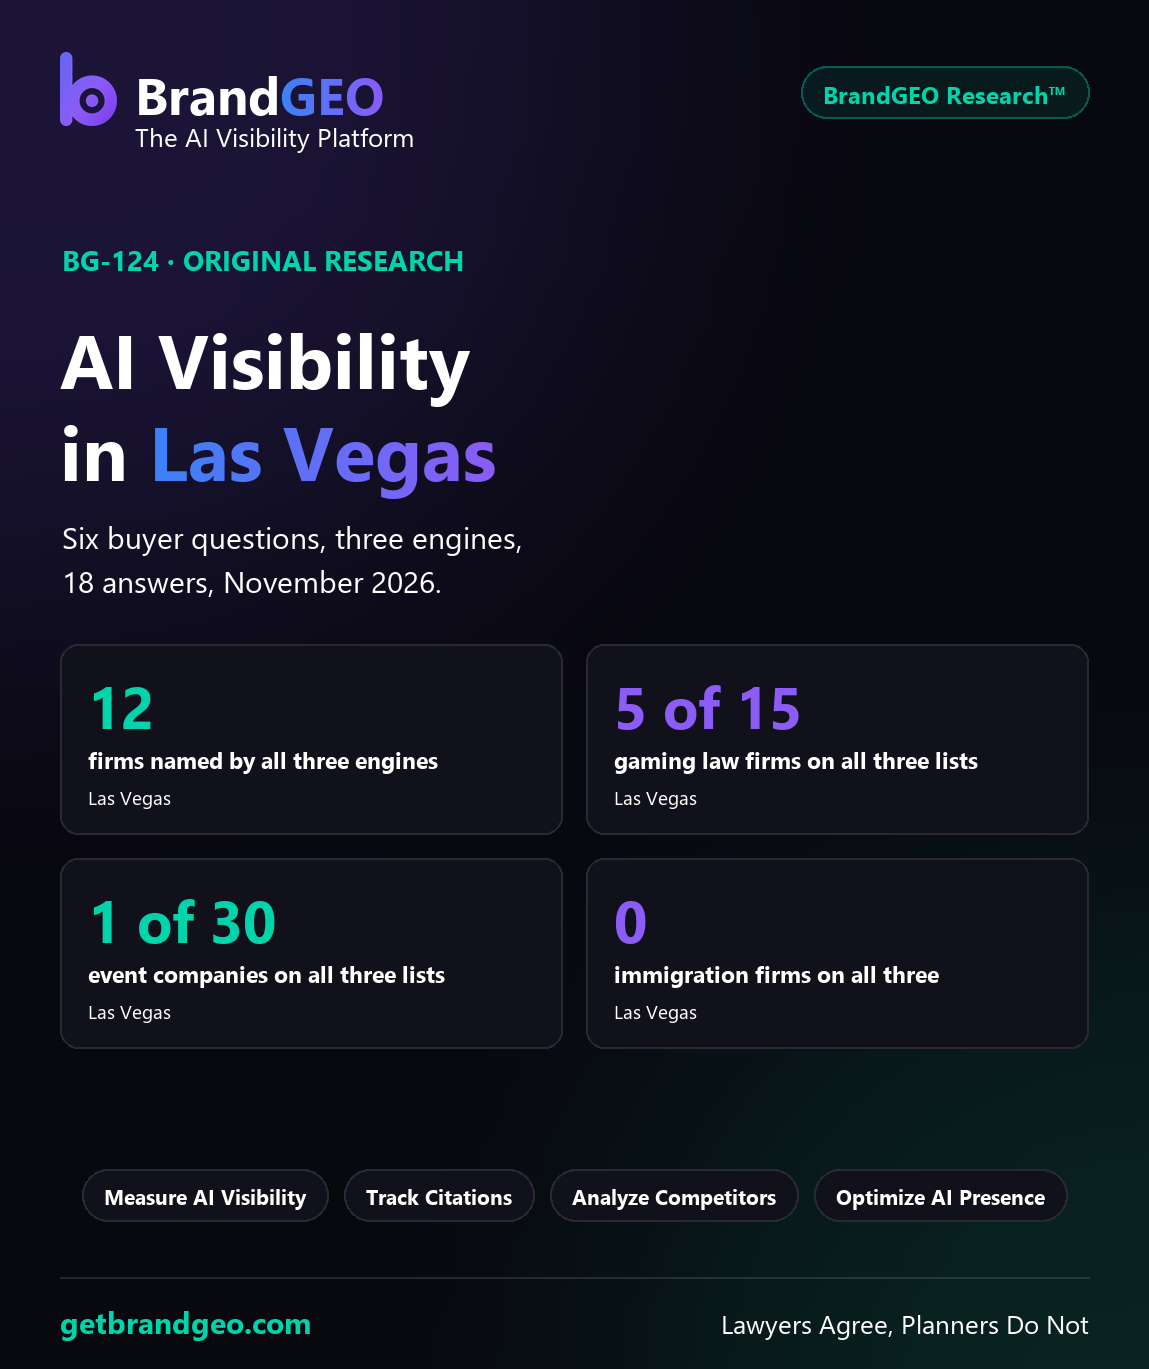 BrandGEO
The AI Visibility Platform
BrandGEO Research™
BG-124 · ORIGINAL RESEARCH
AI Visibility
in Las Vegas
Six buyer questions, three engines,
18 answers, November 2026.
12
firms named by all three engines
Las Vegas
5 of 15
gaming law firms on all three lists
Las Vegas
1 of 30
event companies on all three lists
Las Vegas
0
immigration firms on all three
Las Vegas
Measure AI Visibility
Track Citations
Analyze Competitors
Optimize AI Presence
getbrandgeo.com
Lawyers Agree, Planners Do Not